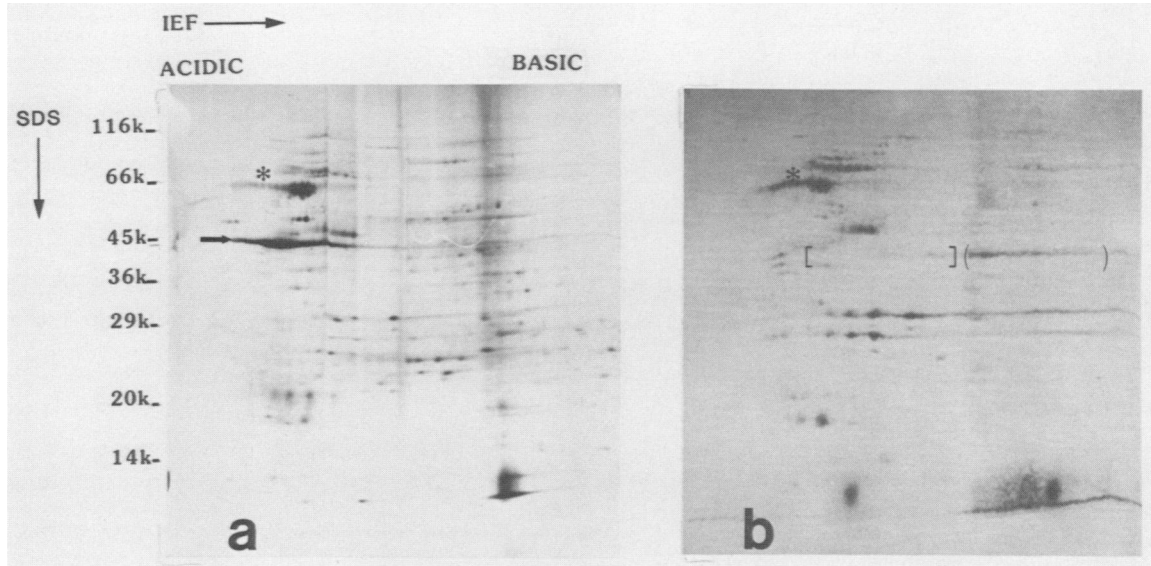 IEF
ACIDIC BASIC
SDS
116k-
66k-
45k-
36k-
29k-
20k-
14k-
*
*
[ ] ( )
a b